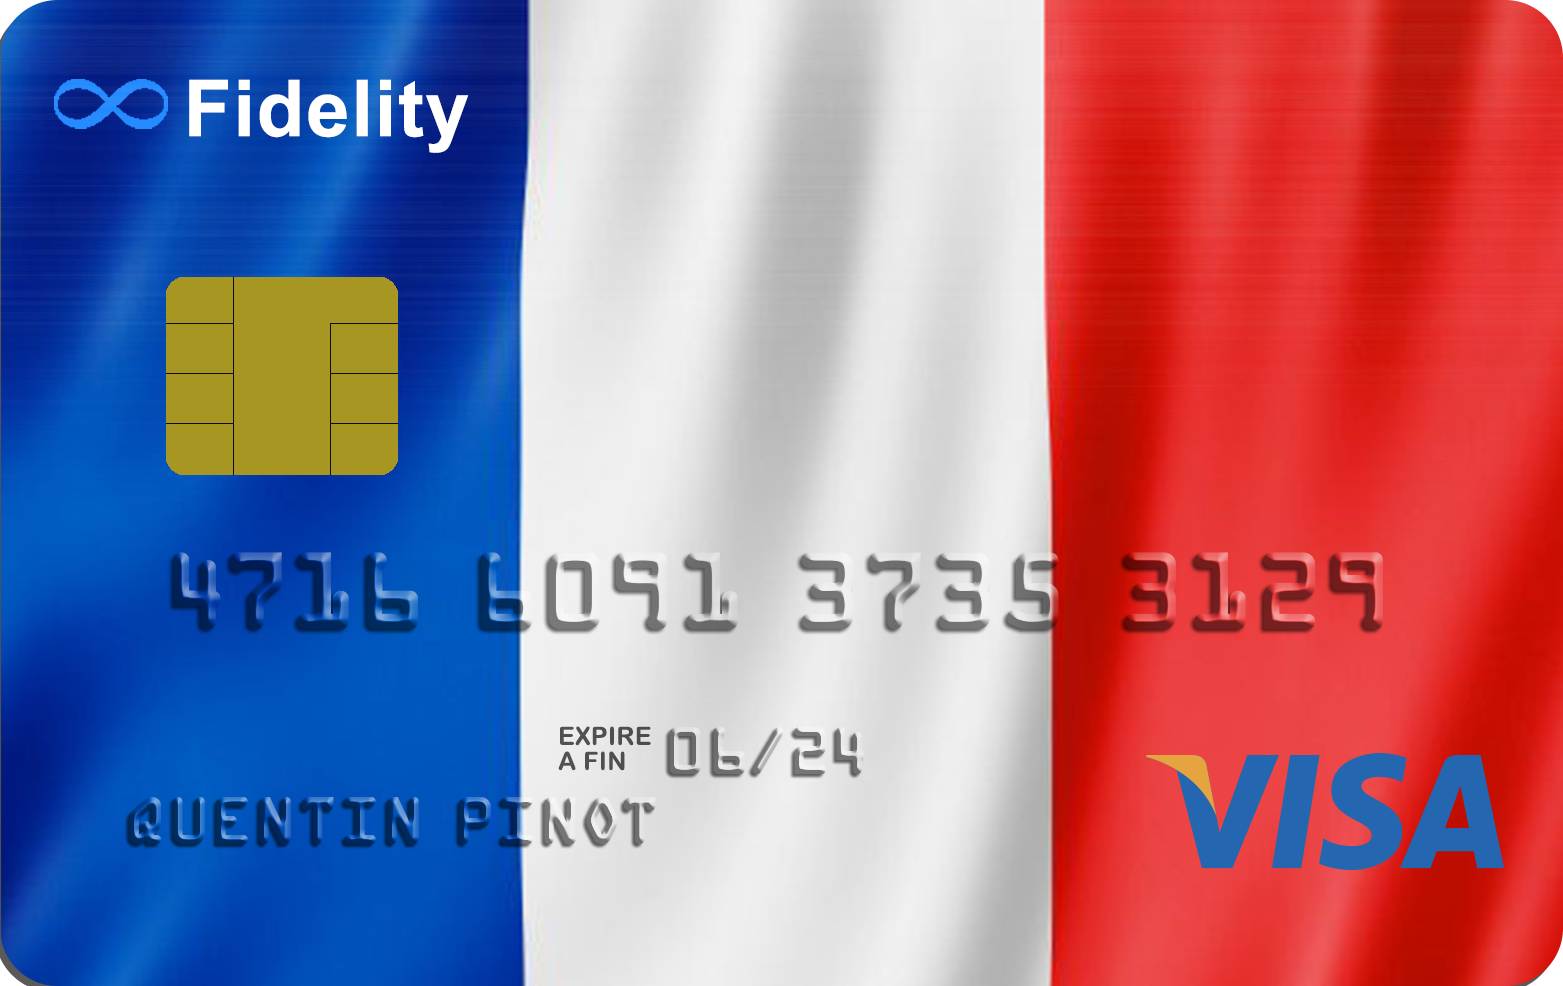 Fidelity
4716 6091 3735 3129
EXPIRE
A FIN 06/24
QUENTIN PINOT
VISA